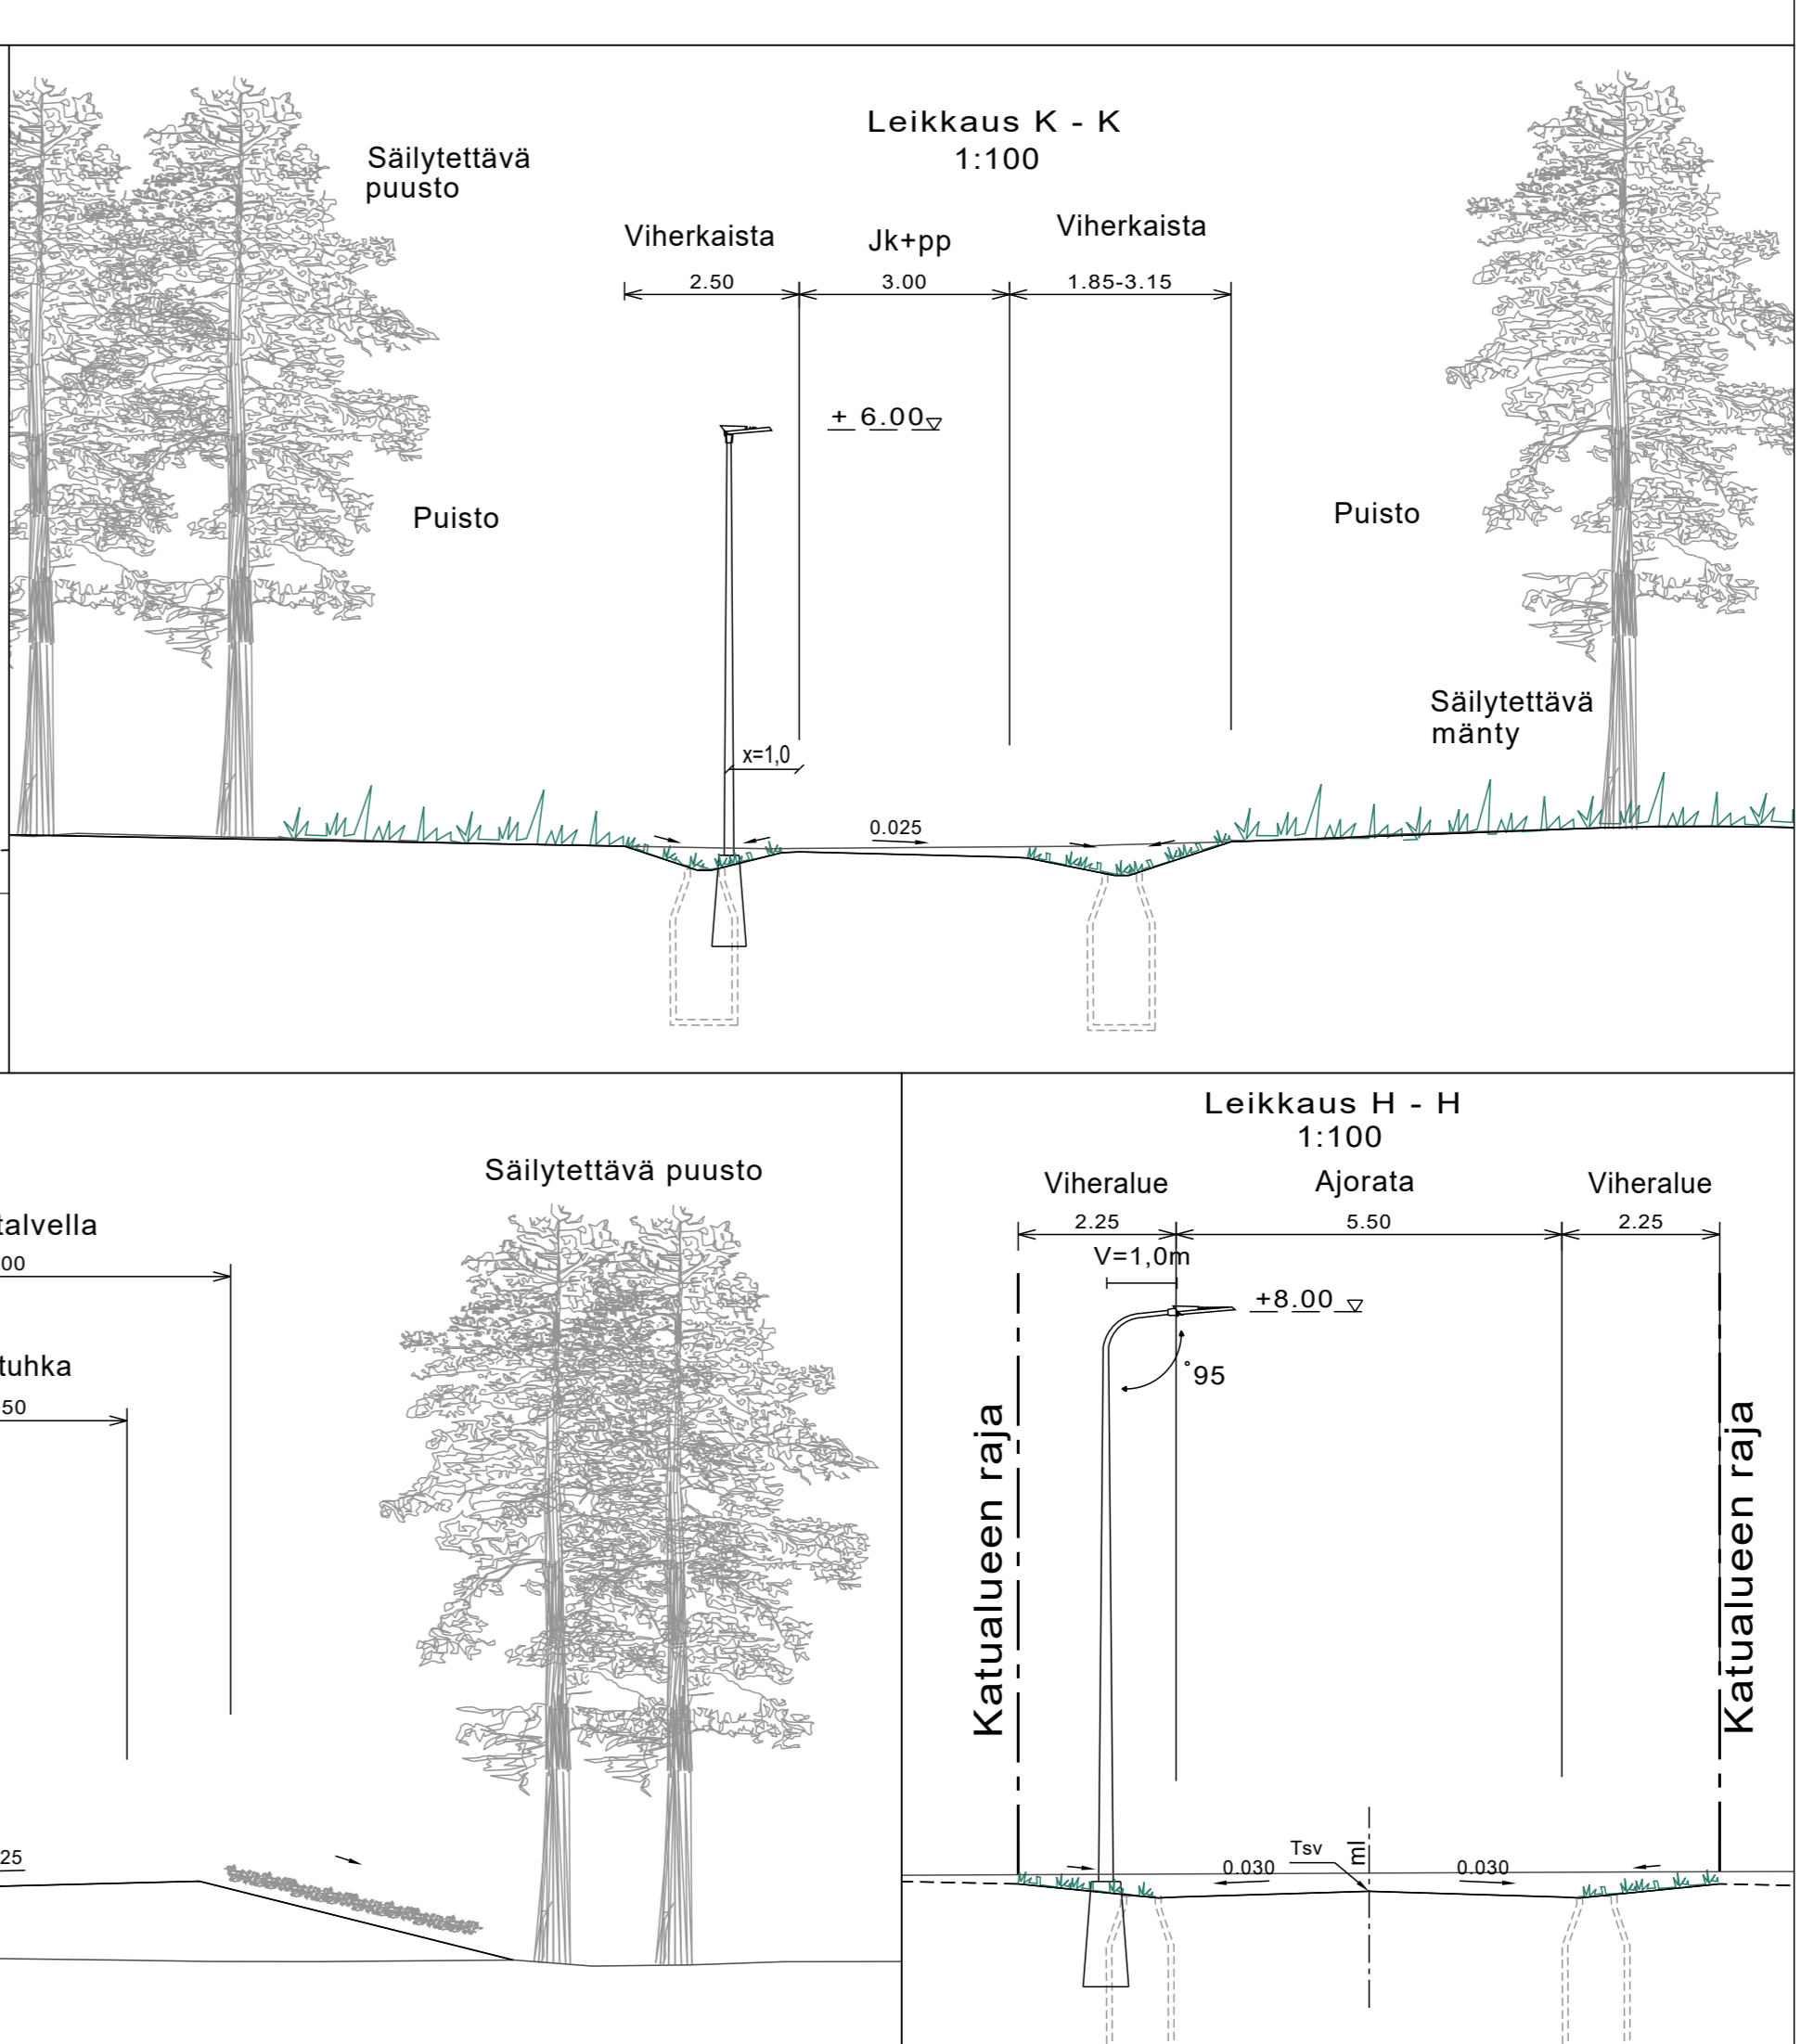 Leikkaus K - K
1:100
Säilytettävä
puusto
Viherkaista
Jk+pp
Viherkaista
2.50
3.00
1.85-3.15
+ 6.00
Puisto
Puisto
Säilytettävä
mänty
x=1,0
0.025
talvella
00
tuhka
50
25
Säilytettävä puusto
Leikkaus H - H
1:100
Viheralue
Ajorata
Viheralue
2.25
5.50
2.25
V=1,0m
+8.00
°95
Katualueen raja
Katualueen raja
Tsv
ml
0.030
0.030